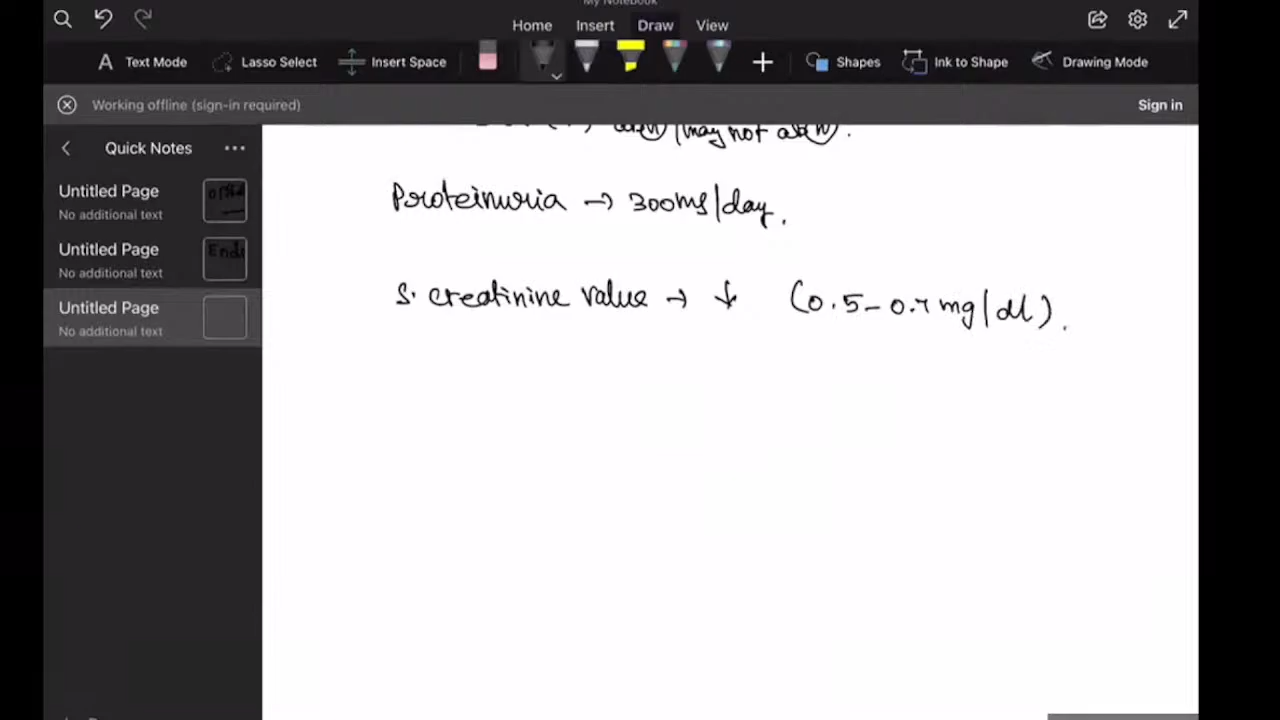 My Notebook
Home Insert Draw View
Text Mode Lasso Select Insert Space Shapes Ink to Shape Drawing Mode
Working offline (sign-in required) Sign in
Quick Notes
Untitled Page
No additional text
Untitled Page
No additional text
Untitled Page
No additional text
may not
Proteinuria → 300mg/day.
S. creatinine value → ↓ (0.5-0.7 mg/dl).